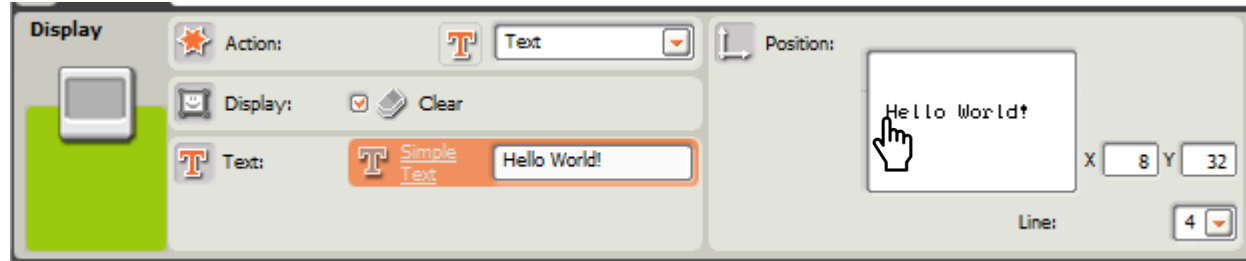 Display
Action: T Text
Display: Clear
Text: T Simple Text Hello World!
Position:
Hello World!
X 8 Y 32
Line: 4